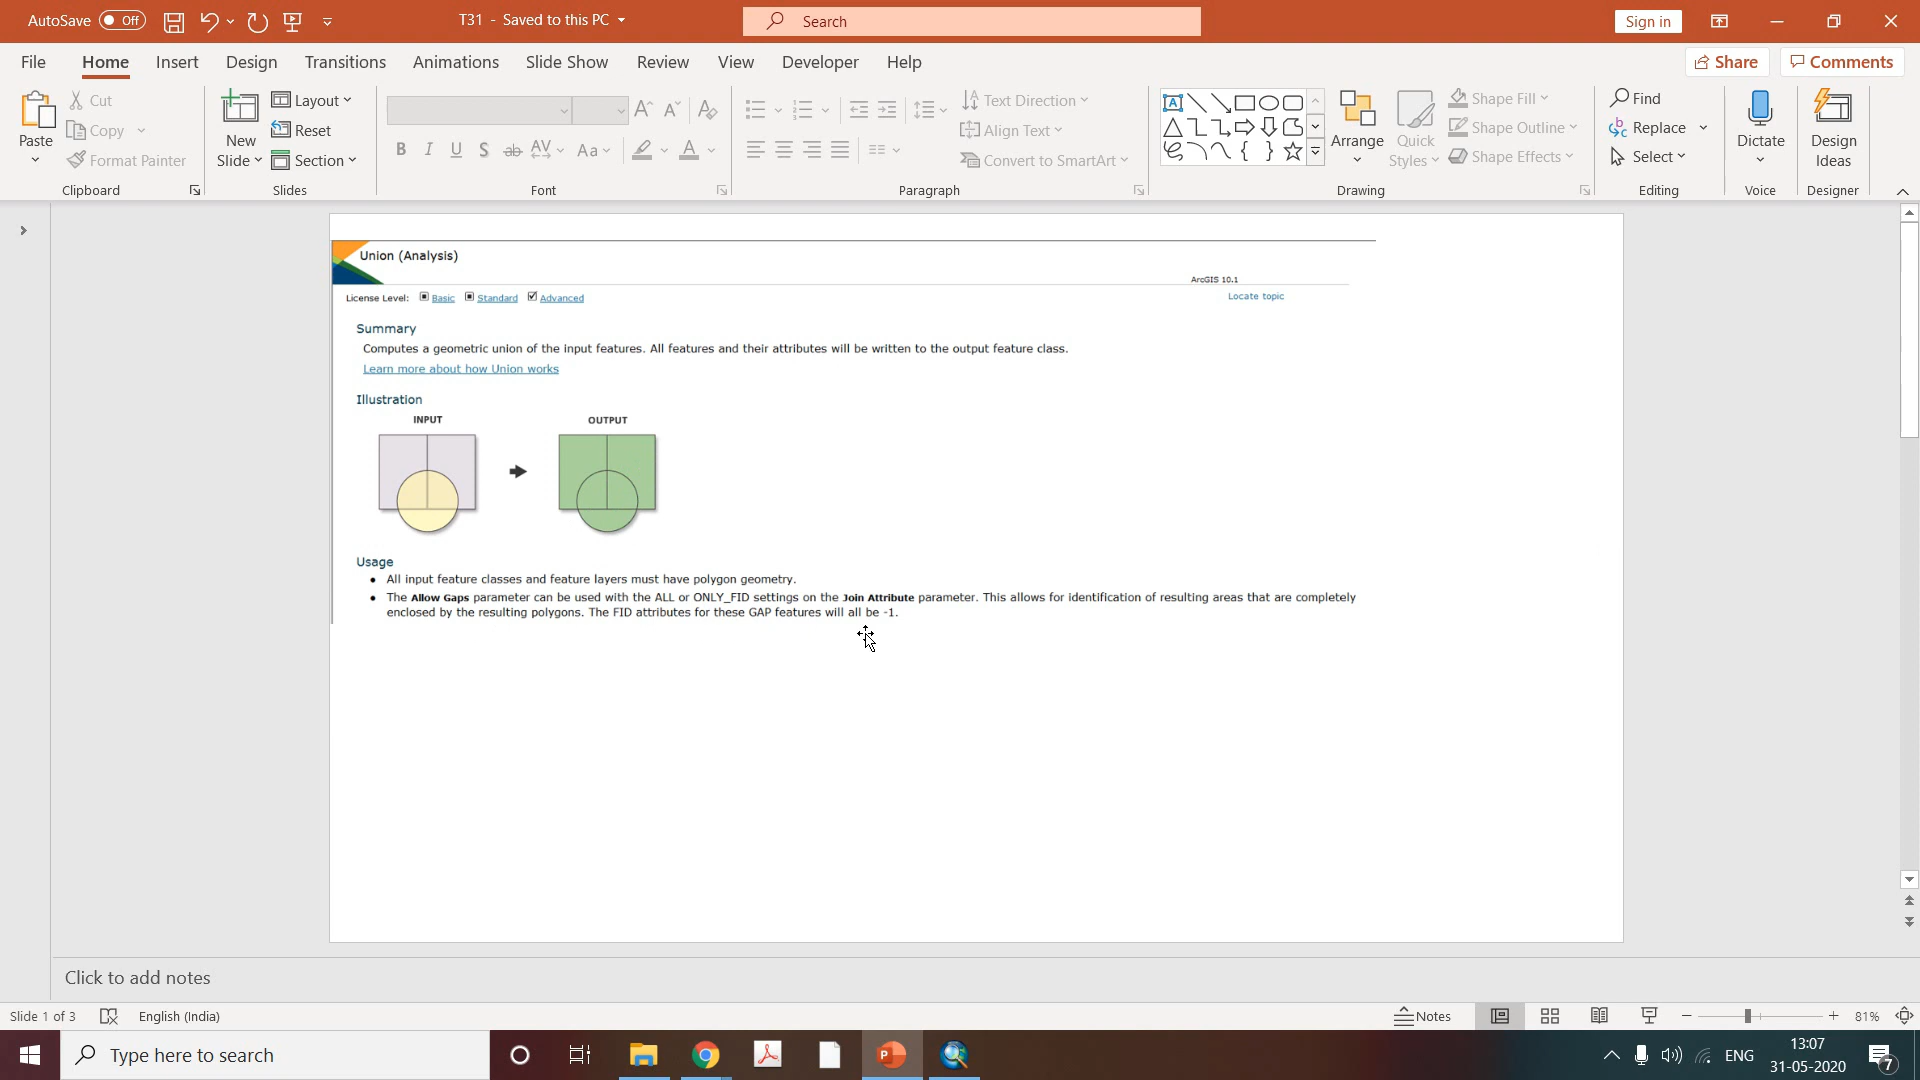 AutoSave Off T31 - Saved to this PC Search Sign in
File Home Insert Design Transitions Animations Slide Show Review View Developer Help Share Comments
Paste Cut Copy Format Painter Clipboard
New Slide Layout Reset Section Slides
B I U S ab AV Aa A Font
Text Direction Align Text Convert to SmartArt Paragraph
Arrange Quick Styles Shape Fill Shape Outline Shape Effects Drawing
Find Replace Select Editing
Dictate Voice
Design Ideas Designer
Union (Analysis)
ArcGIS 10.1
License Level: Basic Standard Advanced Locate topic
Summary
Computes a geometric union of the input features. All features and their attributes will be written to the output feature class.
Learn more about how Union works
Illustration
INPUT OUTPUT
Usage
• All input feature classes and feature layers must have polygon geometry.
• The Allow Gaps parameter can be used with the ALL or ONLY_FID settings on the Join Attribute parameter. This allows for identification of resulting areas that are completely
enclosed by the resulting polygons. The FID attributes for these GAP features will all be -1.
Click to add notes
Slide 1 of 3 English (India) Notes 81%
Type here to search ENG 13:07
31-05-2020 7